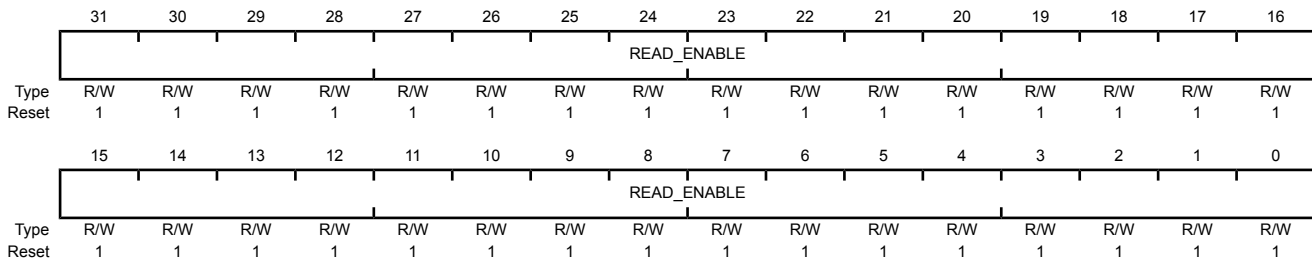 31 30 29 28 27 26 25 24 23 22 21 20 19 18 17 16
READ_ENABLE
Type R/W R/W R/W R/W R/W R/W R/W R/W R/W R/W R/W R/W R/W R/W R/W R/W
Reset 1 1 1 1 1 1 1 1 1 1 1 1 1 1 1 1
15 14 13 12 11 10 9 8 7 6 5 4 3 2 1 0
READ_ENABLE
Type R/W R/W R/W R/W R/W R/W R/W R/W R/W R/W R/W R/W R/W R/W R/W R/W
Reset 1 1 1 1 1 1 1 1 1 1 1 1 1 1 1 1